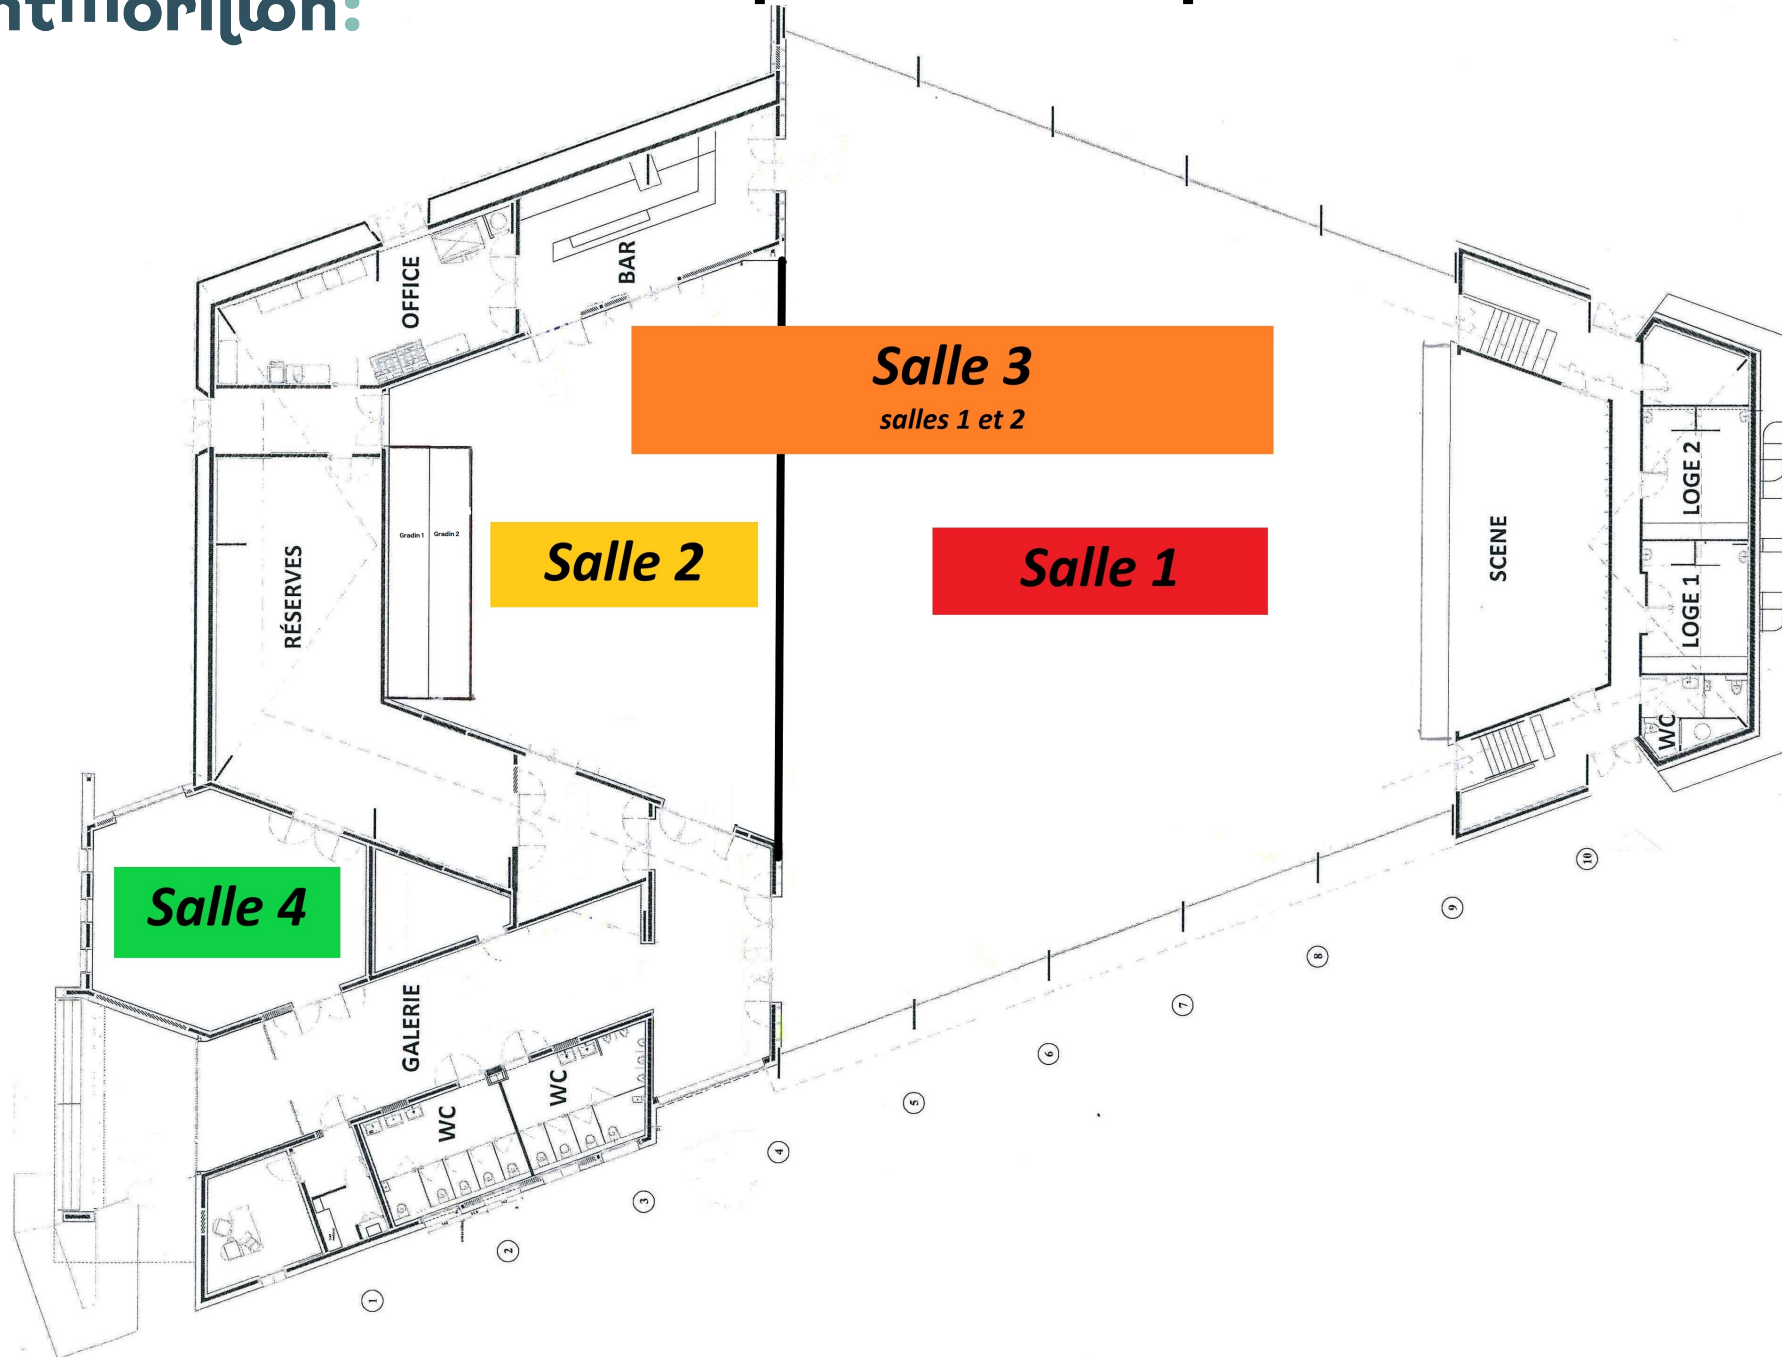 OFFICE
BAR
Salle 3
salles 1 et 2
Gradin 1
Gradin 2
RÉSERVES
Salle 2
Salle 1
SCENE
LOGE 2
LOGE 1
WC
Salle 4
GALERIE
WC
WC
1
2
3
4
5
6
7
8
9
10